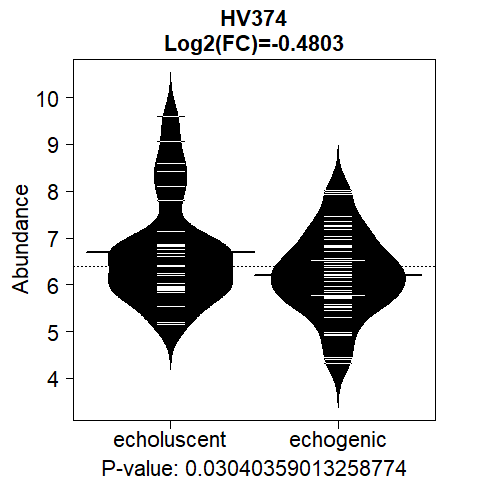 HV374
Log2(FC)=-0.4803
Abundance
10
9
8
7
6
5
4
echoluscent echogenic
P-value: 0.03040359013258774